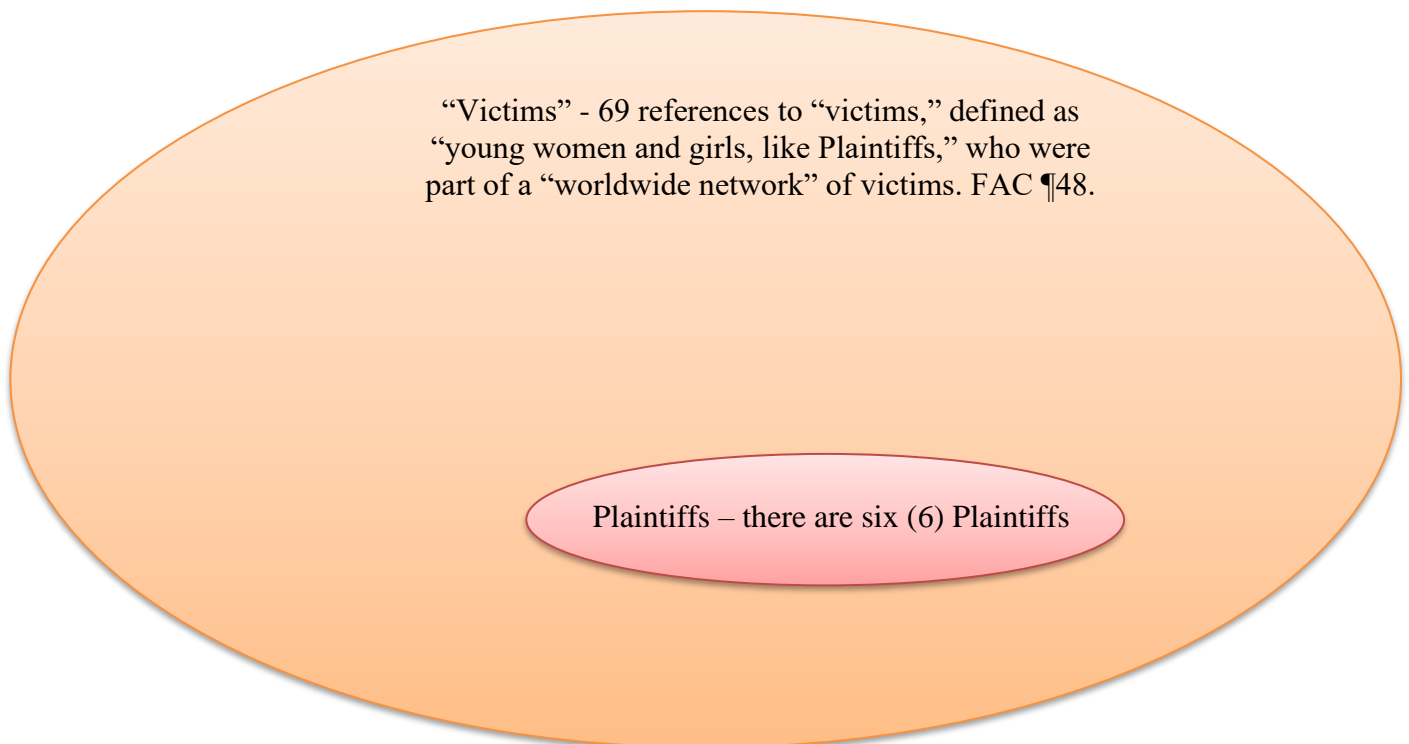 “Victims” - 69 references to “victims,” defined as
“young women and girls, like Plaintiffs,” who were
part of a “worldwide network” of victims. FAC ¶48.
Plaintiffs – there are six (6) Plaintiffs